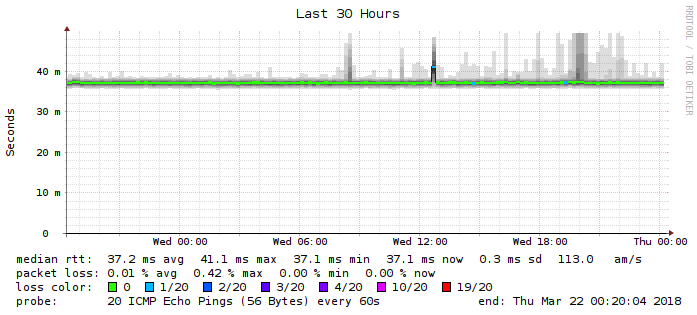 Last 30 Hours
RRDTOOL / TOBI OETIKER
Seconds
40 m
30 m
20 m
10 m
0
Wed 00:00 Wed 06:00 Wed 12:00 Wed 18:00 Thu 00:00
median rtt: 37.2 ms avg 41.1 ms max 37.1 ms min 37.1 ms now 0.3 ms sd 113.0 am/s
packet loss: 0.01 % avg 0.42 % max 0.00 % min 0.00 % now
loss color: 0 1/20 2/20 3/20 4/20 10/20 19/20
probe: 20 ICMP Echo Pings (56 Bytes) every 60s end: Thu Mar 22 00:20:04 2018